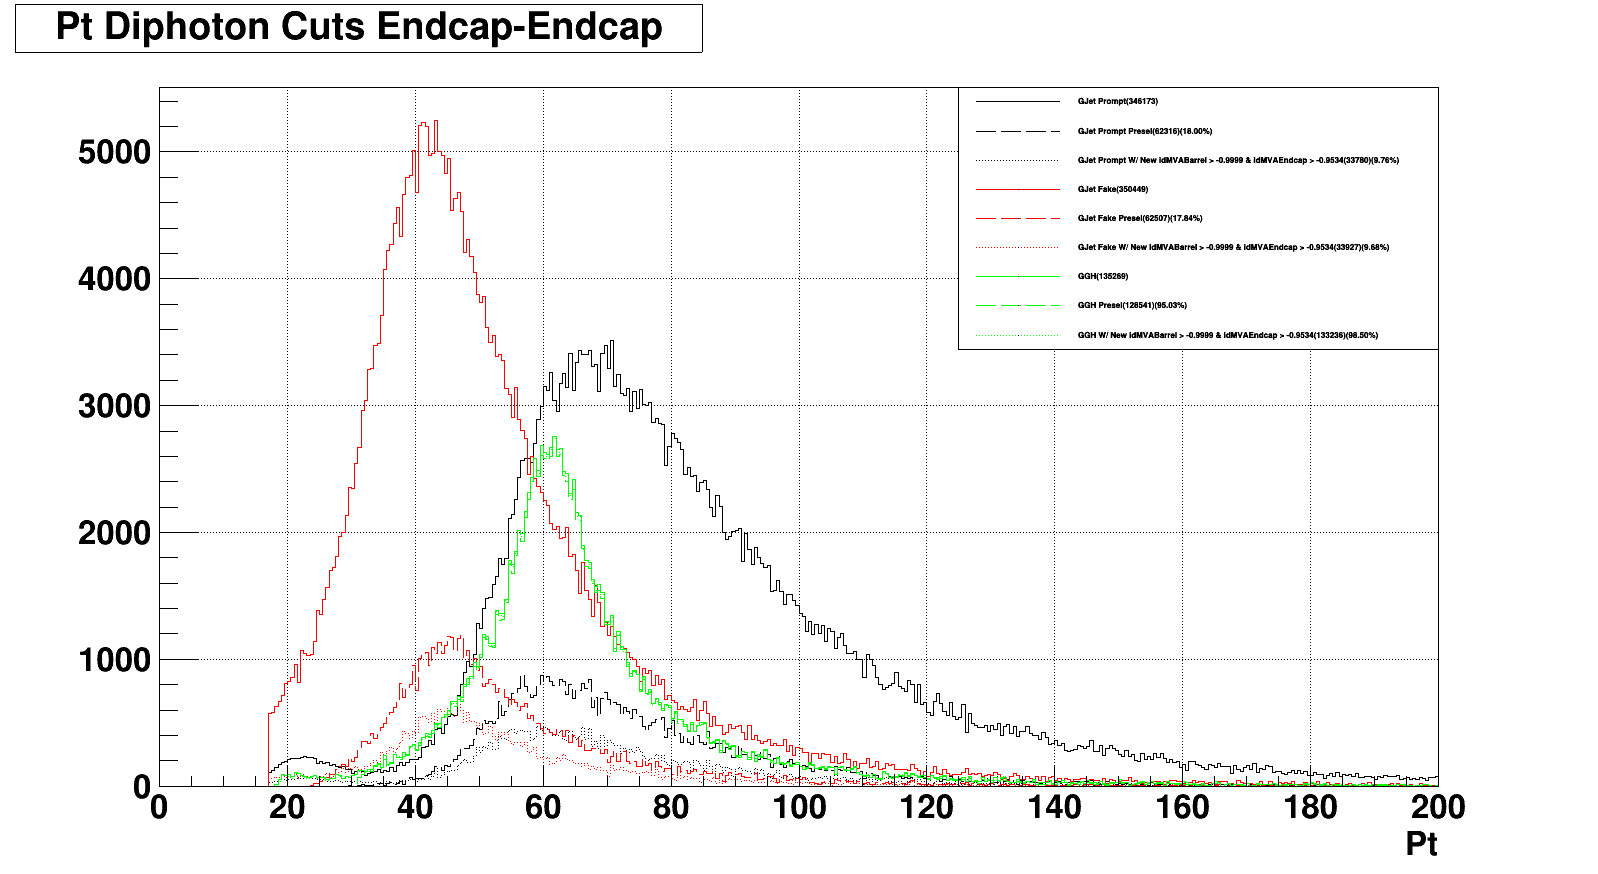 Pt Diphoton Cuts Endcap-Endcap
GJet Prompt(346173)
GJet Prompt Presel(62316)(18.00%)
GJet Prompt W/ New IdMVABarrel > -0.9999 & IdMVAEndcap > -0.9534(33780)(9.76%)
GJet Fake(350449)
GJet Fake Presel(62507)(17.84%)
GJet Fake W/ New IdMVABarrel > -0.9999 & IdMVAEndcap > -0.9534(33927)(9.68%)
GGH(135269)
GGH Presel(128541)(95.03%)
GGH W/ New IdMVABarrel > -0.9999 & IdMVAEndcap > -0.9534(133236)(98.50%)
5000
4000
3000
2000
1000
0
0 20 40 60 80 100 120 140 160 180 200
Pt